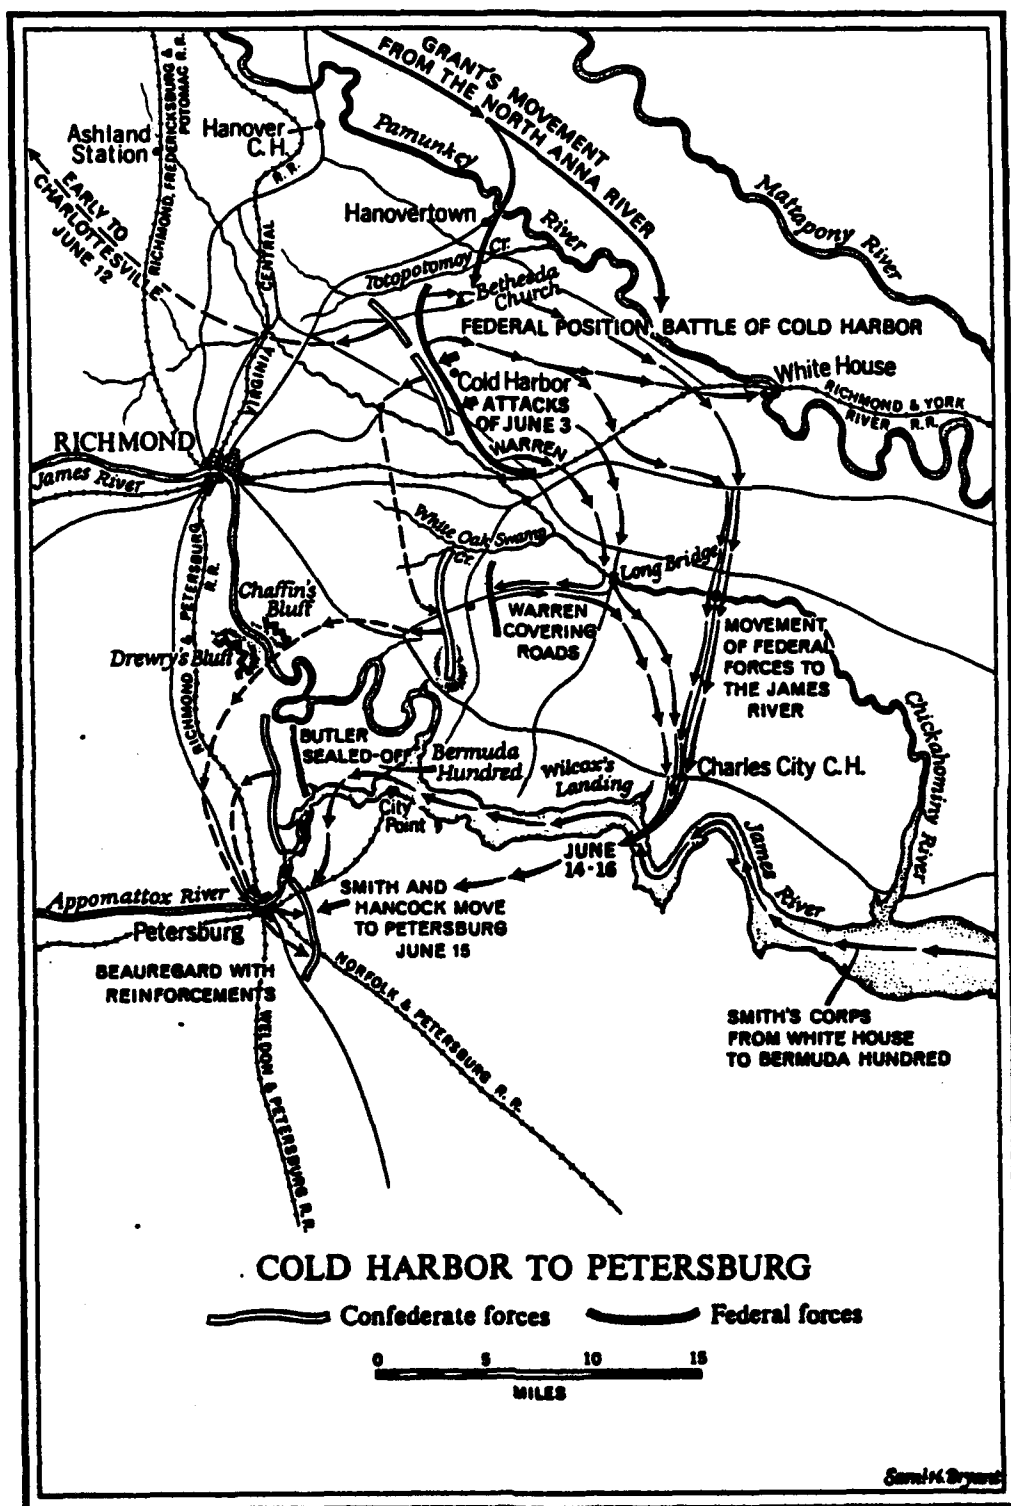 GRANT'S MOVEMENT
FROM THE NORTH ANNA RIVER
RICHMOND, FREDERICKSBURG &
POTOMAC R.R.
Ashland
Station
Hanover
C.H.
R.R.
Pamunkey
River
Mattapony River
EARLY TO
CHARLOTTESVILLE
JUNE 12
Hanovertown
CENTRAL
VIRGINIA
Totopotomoy Cr.
Bethesda
Church
FEDERAL POSITION, BATTLE OF COLD HARBOR
White House
RICHMOND & YORK
RIVER R.R.
Cold Harbor
ATTACKS
OF JUNE 3
WARREN
RICHMOND
James River
White Oak Swamp
Cr.
Long Bridge
RICHMOND & PETERSBURG
R.R.
Chaffin's
Bluff
Drewry's Bluff
WARREN
COVERING
ROADS
MOVEMENT
OF FEDERAL
FORCES TO
THE JAMES
RIVER
Chickahominy River
RICHMOND & PETERSBURG R.R.
BUTLER
SEALED-OFF
Bermuda
Hundred
Wilcox's
Landing
Charles City C.H.
City
Point
JUNE
14-16
James River
Appomattox River
Petersburg
SMITH AND
HANCOCK MOVE
TO PETERSBURG
JUNE 15
BEAUREGARD WITH
REINFORCEMENTS
NORFOLK & PETERSBURG R. R.
WELDON & PETERSBURG R.R.
SMITH'S CORPS
FROM WHITE HOUSE
TO BERMUDA HUNDRED
COLD HARBOR TO PETERSBURG
Confederate forces
Federal forces
0 5 10 15
MILES
Saml H. Bryant